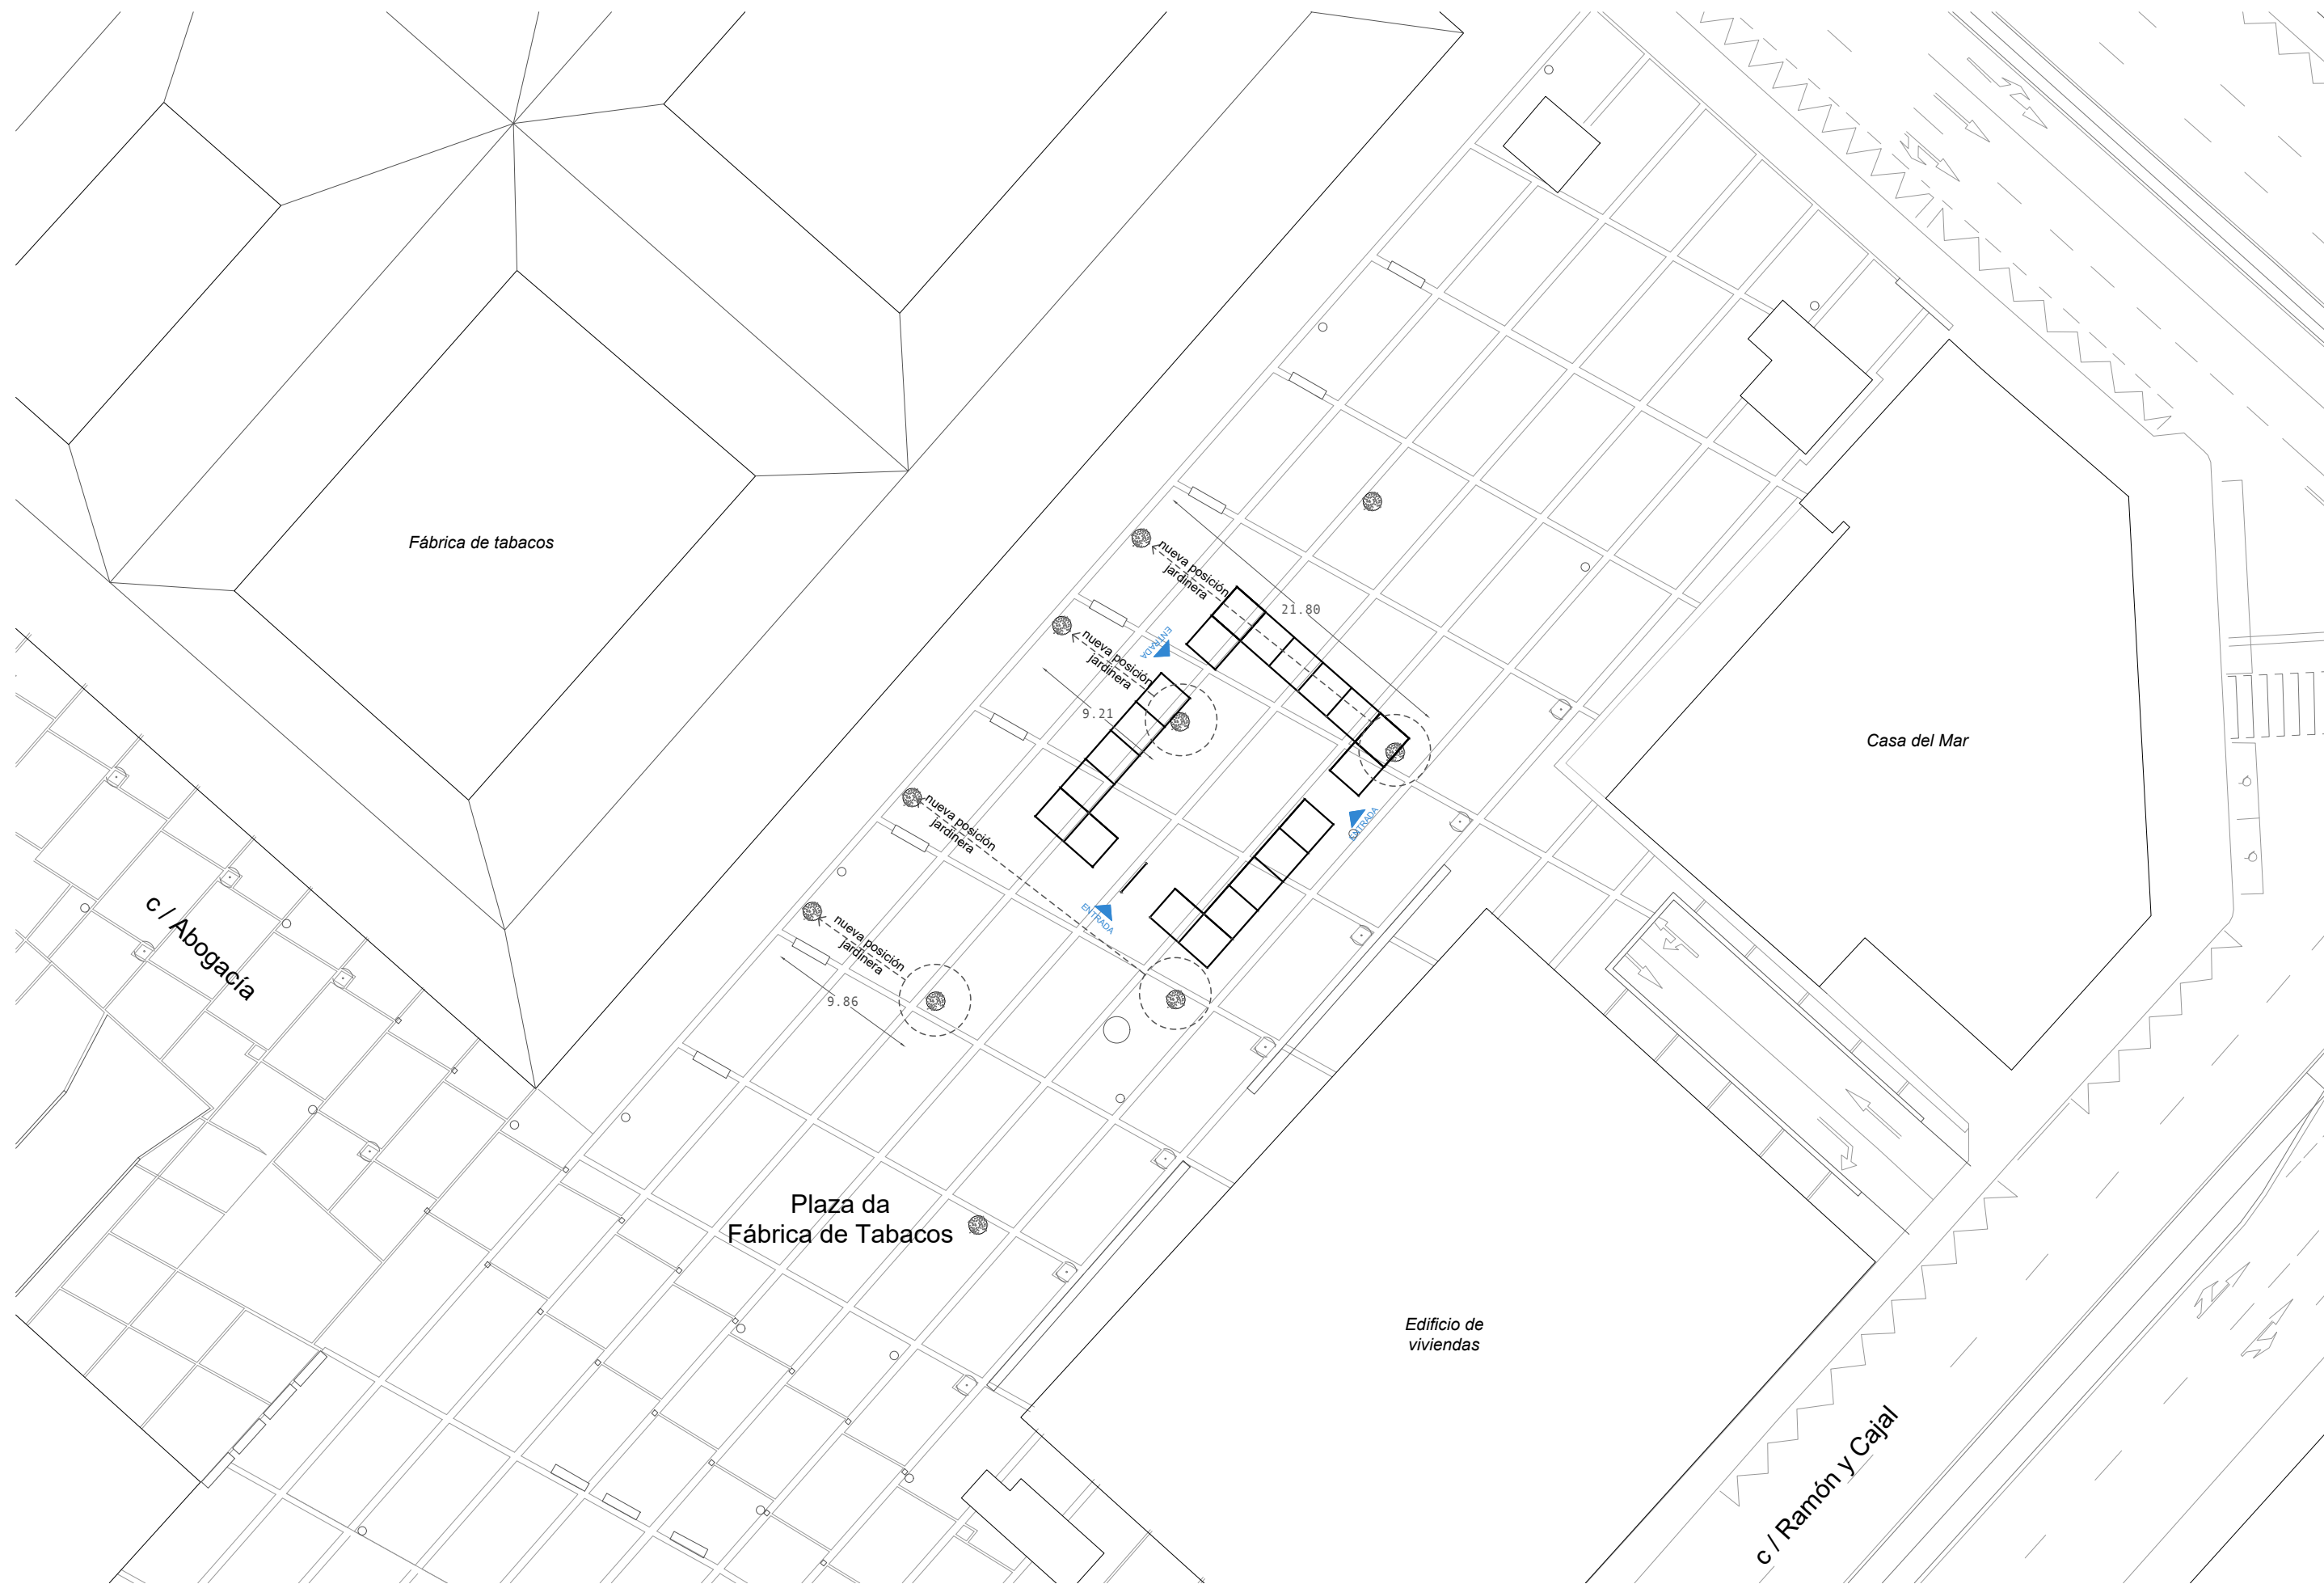 Fábrica de tabacos
nueva posición
jardinera
21.80
ENTRADA
nueva posición
jardinera
9.21
Casa del Mar
nueva posición
jardinera
ENTRADA
c / Abogacía
ENTRADA
nueva posición
jardinera
9.86
Plaza da
Fábrica de Tabacos
Edificio de
viviendas
c / Ramón y Cajal